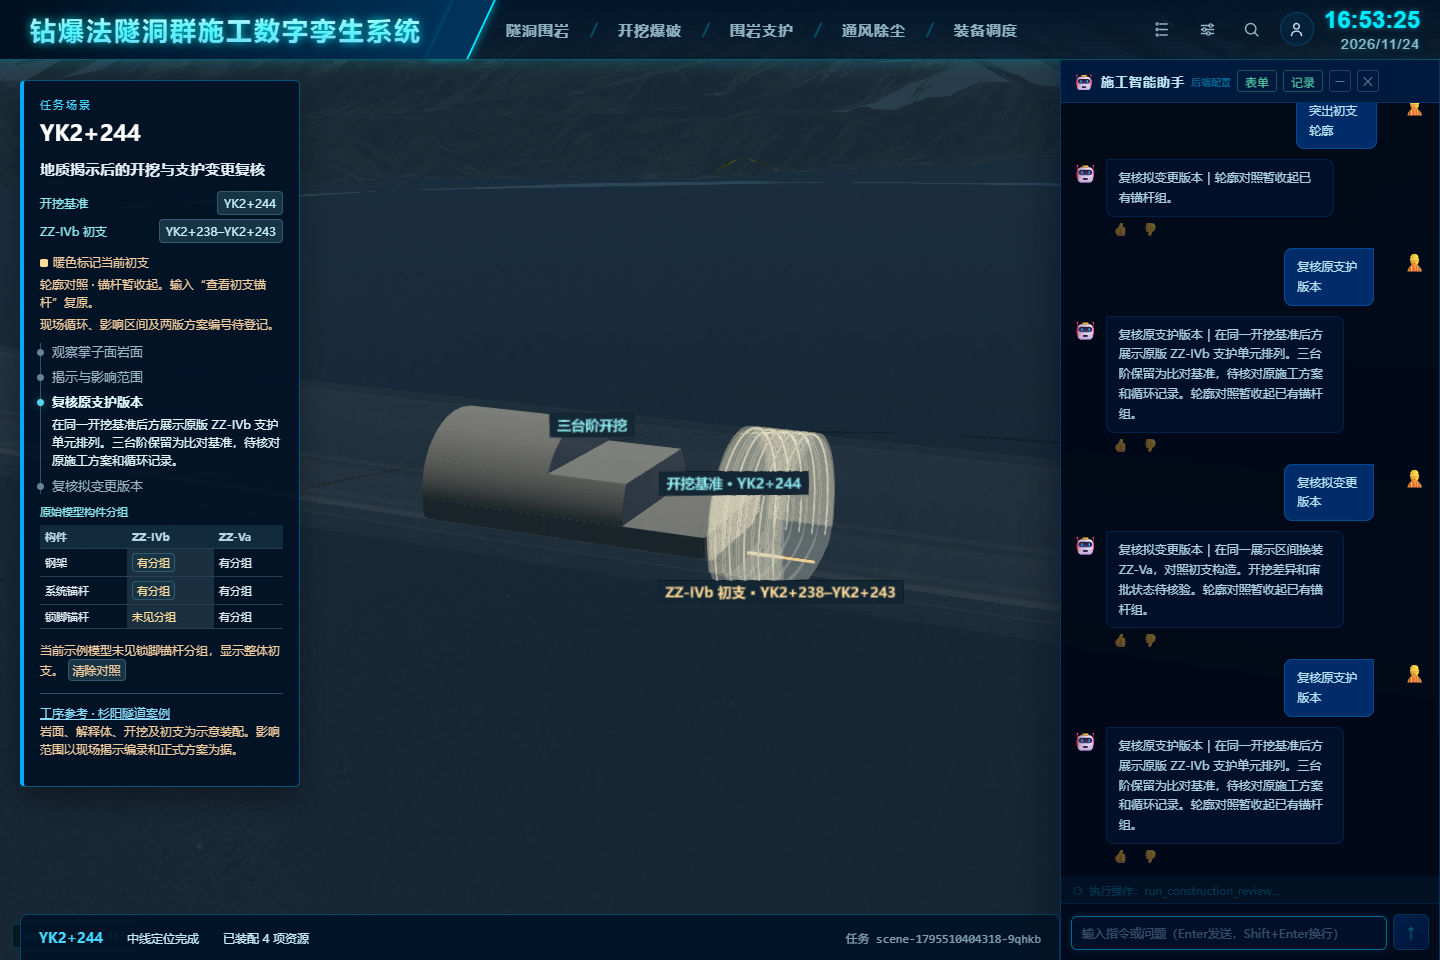 钻爆法隧洞群施工数字孪生系统
隧洞围岩 / 开挖爆破 / 围岩支护 / 通风除尘 / 装备调度
16:53:25
2026/11/24
任务场景
YK2+244
地质揭示后的开挖与支护变更复核
开挖基准 YK2+244
ZZ-IVb 初支 YK2+238—YK2+243
暖色标记当前初支
轮廓对照 · 锚杆暂收起。输入“查看初支锚
杆”复原。
现场循环、影响区间及两版方案编号待登记。
观察掌子面岩面
揭示与影响范围
复核原支护版本
在同一开挖基准后方展示原版 ZZ-IVb 支护
单元排列。三台阶保留为比对基准，待核对
原施工方案和循环记录。
复核拟变更版本
原始模型构件分组
构件 ZZ-IVb ZZ-Va
钢架 有分组 有分组
系统锚杆 有分组 有分组
锁脚锚杆 未见分组 有分组
当前示例模型未见锁脚锚杆分组，显示整体初
支。 清除对照
工序参考 · 杉阳隧道案例
岩面、解释体、开挖及初支为示意装配。影响
范围以现场揭示编录和正式方案为据。
三台阶开挖
开挖基准 • YK2+244
ZZ-IVb 初支 • YK2+238—YK2+243
YK2+244 中线定位完成 已装配 4 项资源
任务 scene-1795510404318-9qhkb
施工智能助手 后端配置 表单 记录
突出初支
轮廓
复核拟变更版本 | 轮廓对照暂收起已
有锚杆组。
复核原支护
版本
复核原支护版本 | 在同一开挖基准后方
展示原版 ZZ-IVb 支护单元排列。三台
阶保留为比对基准，待核对原施工方案
和循环记录。轮廓对照暂收起已有锚杆
组。
复核拟变更
版本
复核拟变更版本 | 在同一展示区间换装
ZZ-Va，对照初支构造。开挖差异和审
批状态待核验。轮廓对照暂收起已有锚
杆组。
复核原支护
版本
复核原支护版本 | 在同一开挖基准后方
展示原版 ZZ-IVb 支护单元排列。三台
阶保留为比对基准，待核对原施工方案
和循环记录。轮廓对照暂收起已有锚杆
组。
执行操作：run_construction_review...
输入指令或问题（Enter发送，Shift+Enter换行）